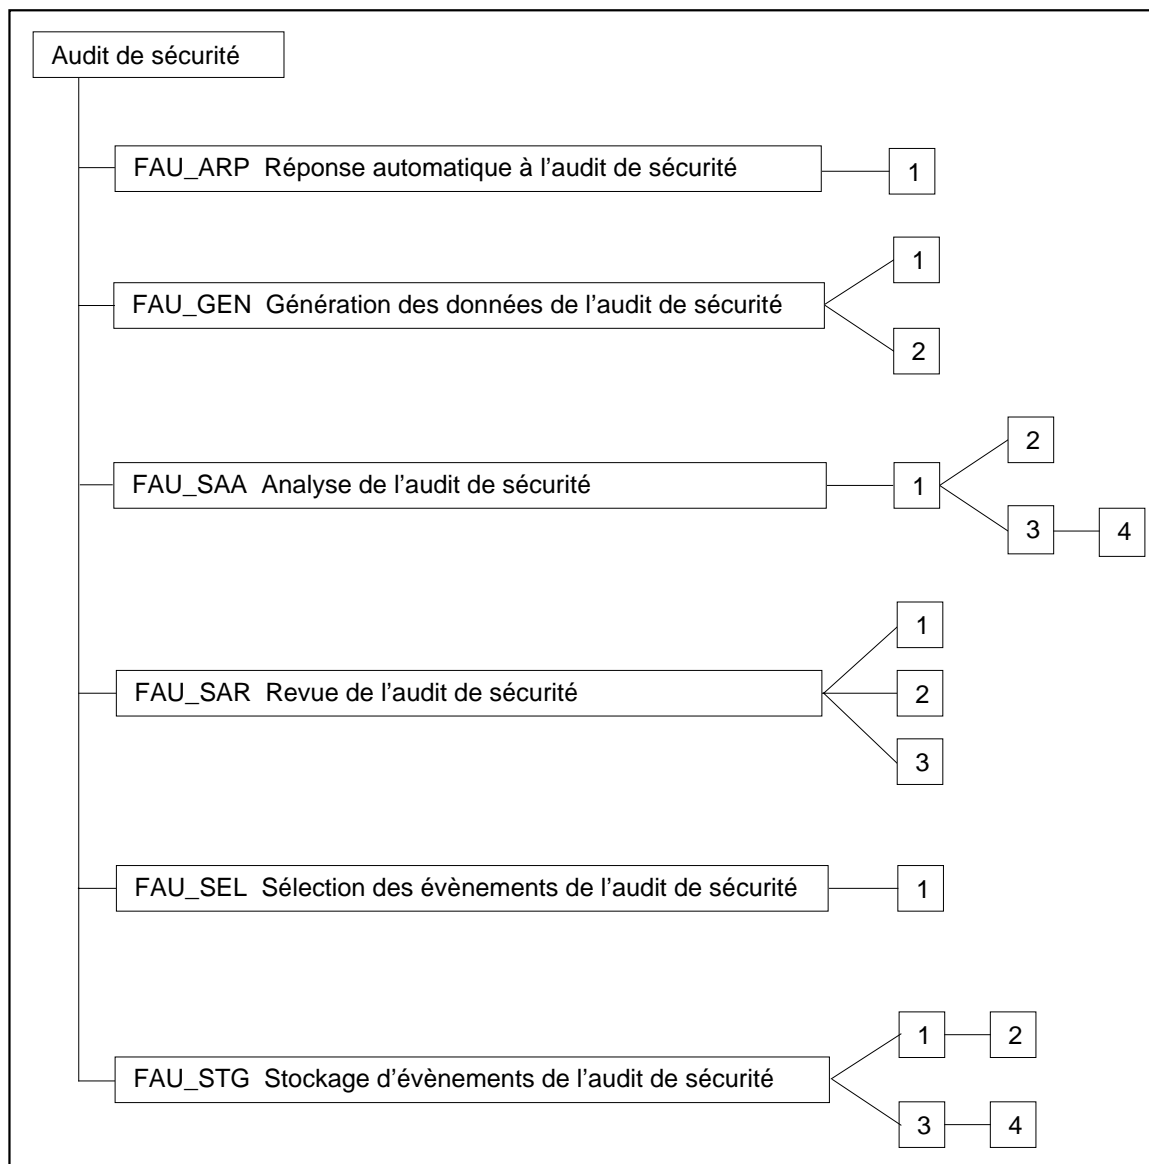 Audit de sécurité
FAU_ARP Réponse automatique à l'audit de sécurité
1
FAU_GEN Génération des données de l'audit de sécurité
1
2
FAU_SAA Analyse de l'audit de sécurité
1
2
3
4
FAU_SAR Revue de l'audit de sécurité
1
2
3
FAU_SEL Sélection des évènements de l'audit de sécurité
1
FAU_STG Stockage d'évènements de l'audit de sécurité
1
2
3
4